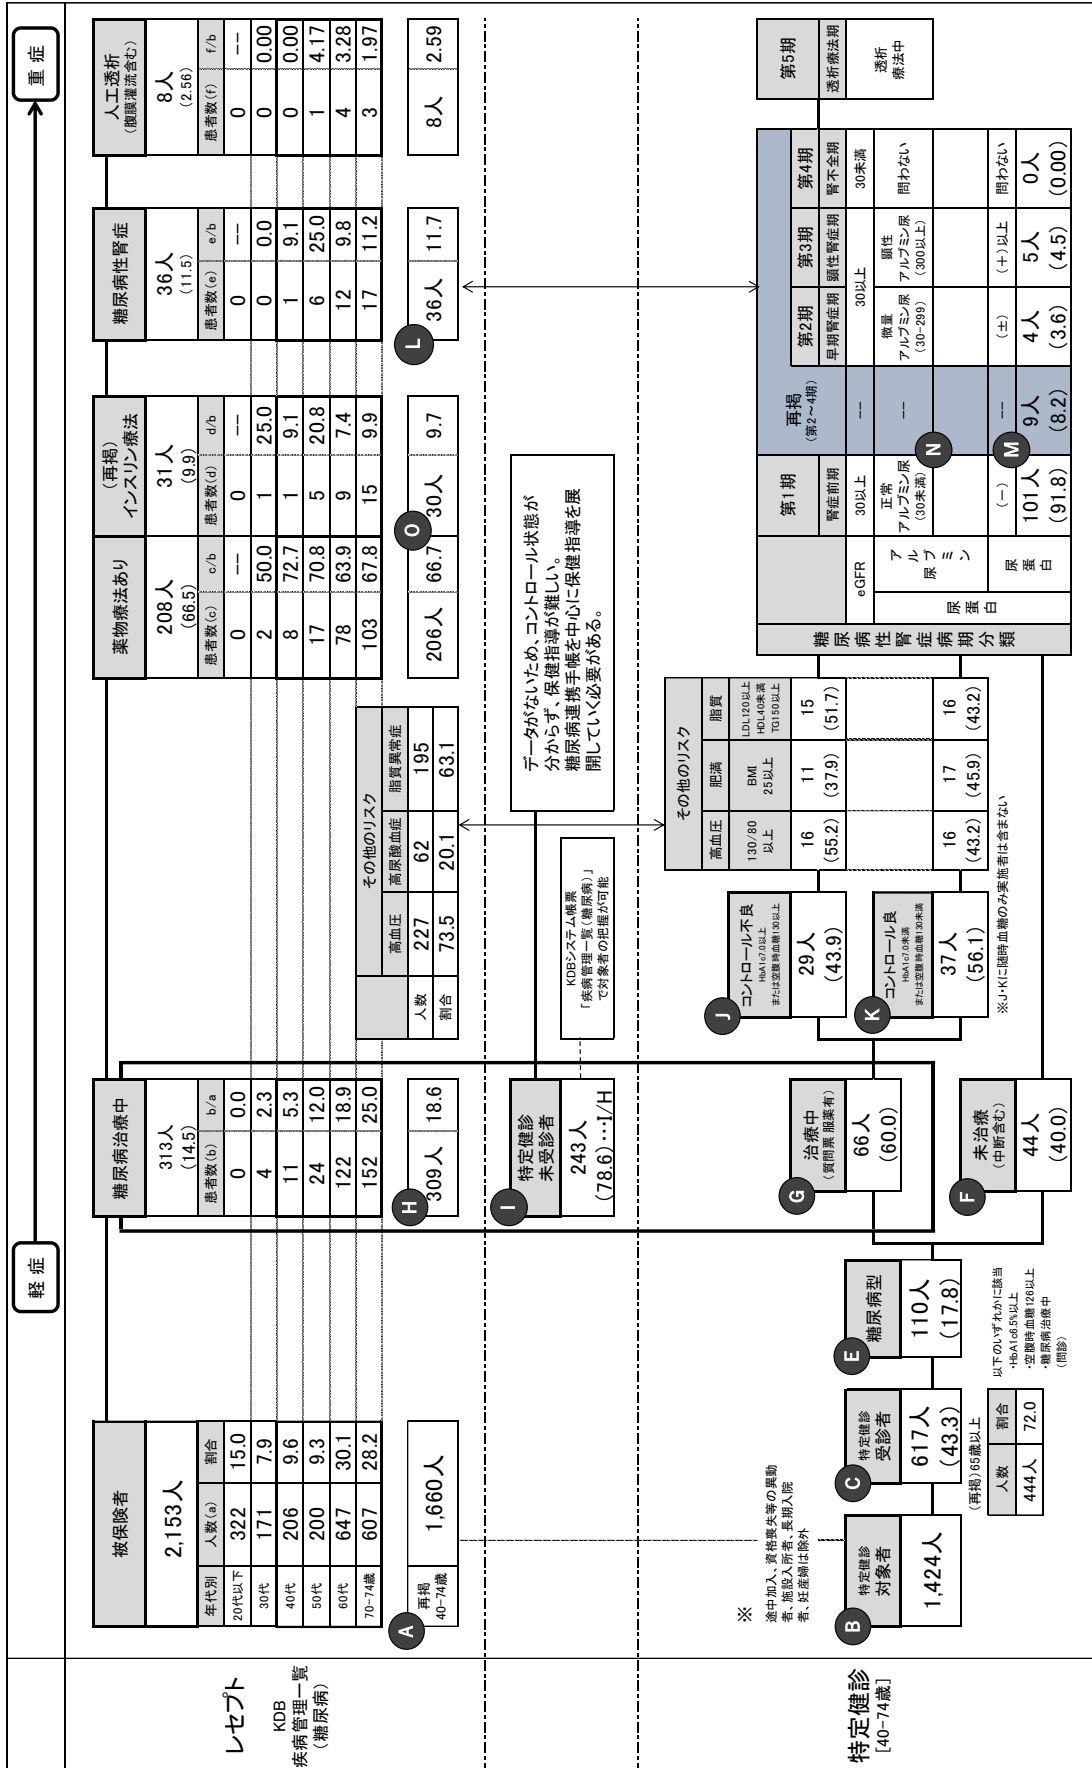 軽症
重症
レセプト
KDB
疾病管理一覧
(糖尿病)
被保険者
2,153人
年代別 人数(a) 割合
20代以下 322 15.0
30代 171 7.9
40代 206 9.6
50代 200 9.3
60代 647 30.1
70-74歳 607 28.2
A
再掲
40-74歳
1,660人
糖尿病治療中
313人
(14.5)
患者数(b) b/a
0 0.0
4 2.3
11 5.3
24 12.0
122 18.9
152 25.0
H
309人 18.6
その他のリスク
高血圧 高尿酸血症 脂質異常症
人数 227 62 195
割合 73.5 20.1 63.1
薬物療法あり
208人
(66.5)
患者数(c) c/b
0 --
2 50.0
8 72.7
17 70.8
78 63.9
103 67.8
206人 66.7
(再掲)
インスリン療法
31人
(9.9)
患者数(d) d/b
0 --
1 25.0
1 9.1
5 20.8
9 7.4
15 9.9
O
30人 9.7
糖尿病性腎症
36人
(11.5)
患者数(e) e/b
0 --
0 0.0
1 9.1
6 25.0
12 9.8
17 11.2
L
36人 11.7
人工透析
(腹膜灌流含む)
8人
(2.56)
患者数(f) f/b
0 --
0 0.00
0 0.00
1 4.17
4 3.28
3 1.97
8人 2.59
I
特定健診
未受診者
243人
(78.6)…I/H
KDBシステム帳票
「疾病管理一覧(糖尿病)」
で対象者の把握が可能
データがないため、コントロール状態が
分からず、保健指導が難しい。
糖尿病連携手帳を中心に保健指導を展
開していく必要がある。
特定健診
[40-74歳]
※
途中加入、資格喪失等の異動
者、施設入所者、長期入院
者、妊産婦は除外
B
特定健診
対象者
1,424人
C
特定健診
受診者
617人
(43.3)
(再掲)65歳以上
人数 割合
444人 72.0
E
糖尿病型
110人
(17.8)
以下のいずれかに該当
・HbA1c6.5%以上
・空腹時血糖126以上
・糖尿病治療中
(問診)
G
治療中
(質問票 服薬有)
66人
(60.0)
F
未治療
(中断含む)
44人
(40.0)
J
コントロール不良
HbA1c7.0以上
または空腹時血糖130以上
29人
(43.9)
K
コントロール良
HbA1c7.0未満
または空腹時血糖130未満
37人
(56.1)
※J・Kに随時血糖のみ実施者は含まない
その他のリスク
高血圧 肥満 脂質
130/80
以上
BMI
25以上
LDL120以上
HDL40未満
TG150以上
16 11 15
(55.2) (37.9) (51.7)
16 17 16
(43.2) (45.9) (43.2)
糖尿病性腎症病期分類
第1期
腎症前期
再掲
(第2～4期)
第2期
早期腎症期
第3期
顕性腎症期
第4期
腎不全期
第5期
透析療法期
eGFR 30以上 -- 30以上 30未満
透析
療法中
尿蛋白
尿アルブミン
正常
アルブミン尿
(30未満)
--
微量
アルブミン尿
(30-299)
顕性
アルブミン尿
(300以上)
問わない
N
尿蛋白
(－) -- (±) (＋)以上 問わない
M
101人 9人 4人 5人 0人
(91.8) (8.2) (3.6) (4.5) (0.00)